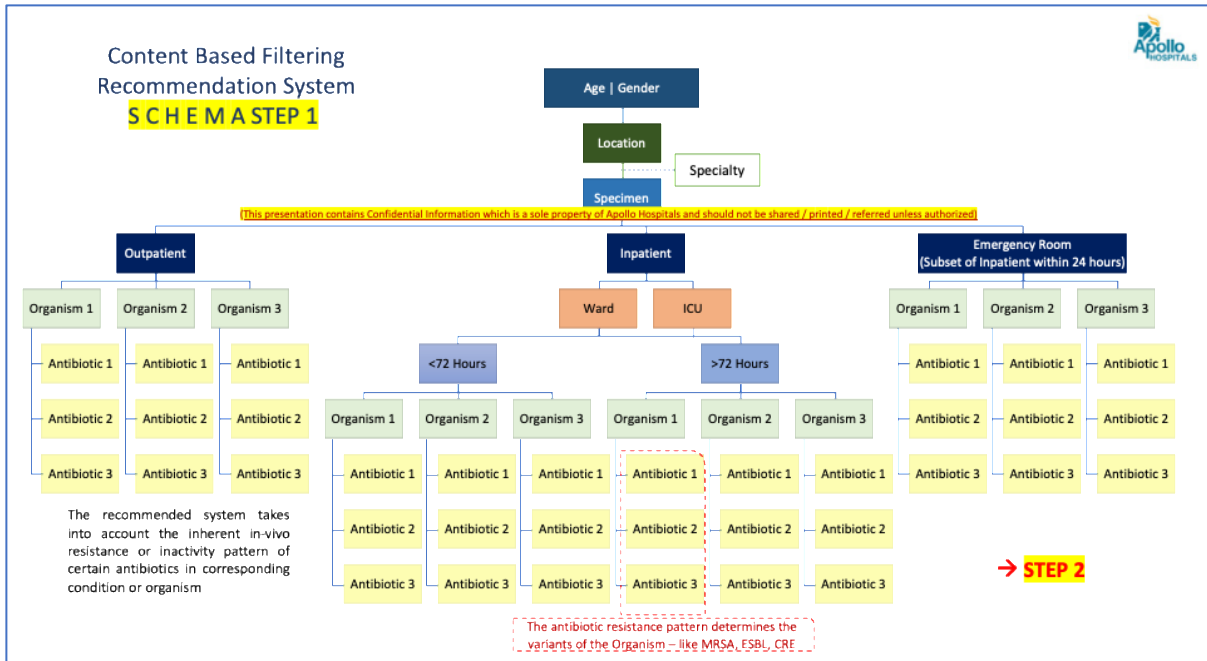 Content Based Filtering
Recommendation System
S C H E M A STEP 1
Apollo
HOSPITALS
Age | Gender
Location
Specialty
Specimen
(This presentation contains Confidential Information which is a sole property of Apollo Hospitals and should not be shared / printed / referred unless authorized)
Outpatient
Inpatient
Emergency Room
(Subset of Inpatient within 24 hours)
Organism 1
Organism 2
Organism 3
Antibiotic 1
Antibiotic 1
Antibiotic 1
Antibiotic 2
Antibiotic 2
Antibiotic 2
Antibiotic 3
Antibiotic 3
Antibiotic 3
Ward
ICU
<72 Hours
>72 Hours
Organism 1
Organism 2
Organism 3
Organism 1
Organism 2
Organism 3
Antibiotic 1
Antibiotic 1
Antibiotic 1
Antibiotic 1
Antibiotic 1
Antibiotic 1
Antibiotic 2
Antibiotic 2
Antibiotic 2
Antibiotic 2
Antibiotic 2
Antibiotic 2
Antibiotic 3
Antibiotic 3
Antibiotic 3
Antibiotic 3
Antibiotic 3
Antibiotic 3
Organism 1
Organism 2
Organism 3
Antibiotic 1
Antibiotic 1
Antibiotic 1
Antibiotic 2
Antibiotic 2
Antibiotic 2
Antibiotic 3
Antibiotic 3
Antibiotic 3
The recommended system takes
into account the inherent in-vivo
resistance or inactivity pattern of
certain antibiotics in corresponding
condition or organism
→ STEP 2
The antibiotic resistance pattern determines the
variants of the Organism – like MRSA, ESBL, CRE